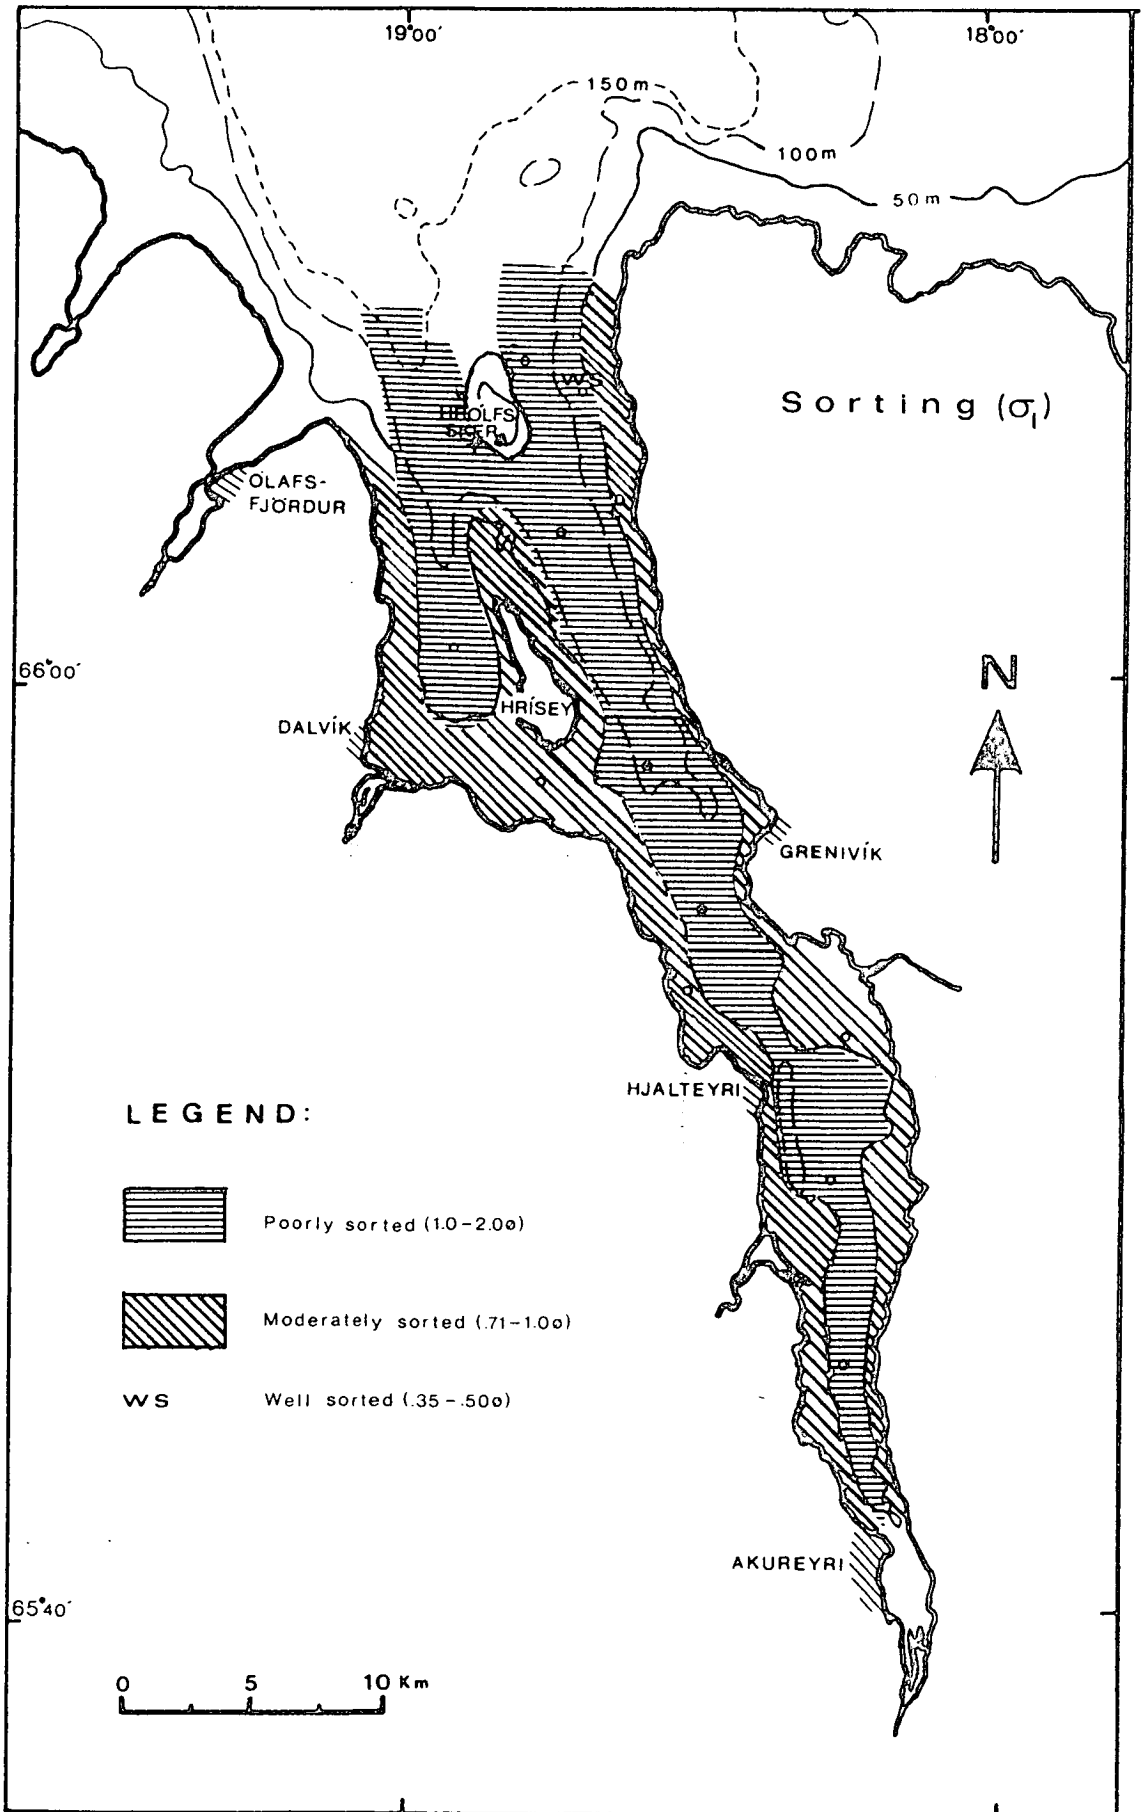 19°00′
18°00′
150m
100m
50m
Sorting (σI)
WS
HRÓLFS
SKER
ÓLAFS-
FJÖRDUR
66°00′
N
HRÍSEY
DALVÍK
GRENIVÍK
HJALTEYRI
LEGEND:
Poorly sorted (1.0-2.0ø)
Moderately sorted (.71-1.0ø)
WS Well sorted (.35-.50ø)
AKUREYRI
65°40′
0 5 10 Km